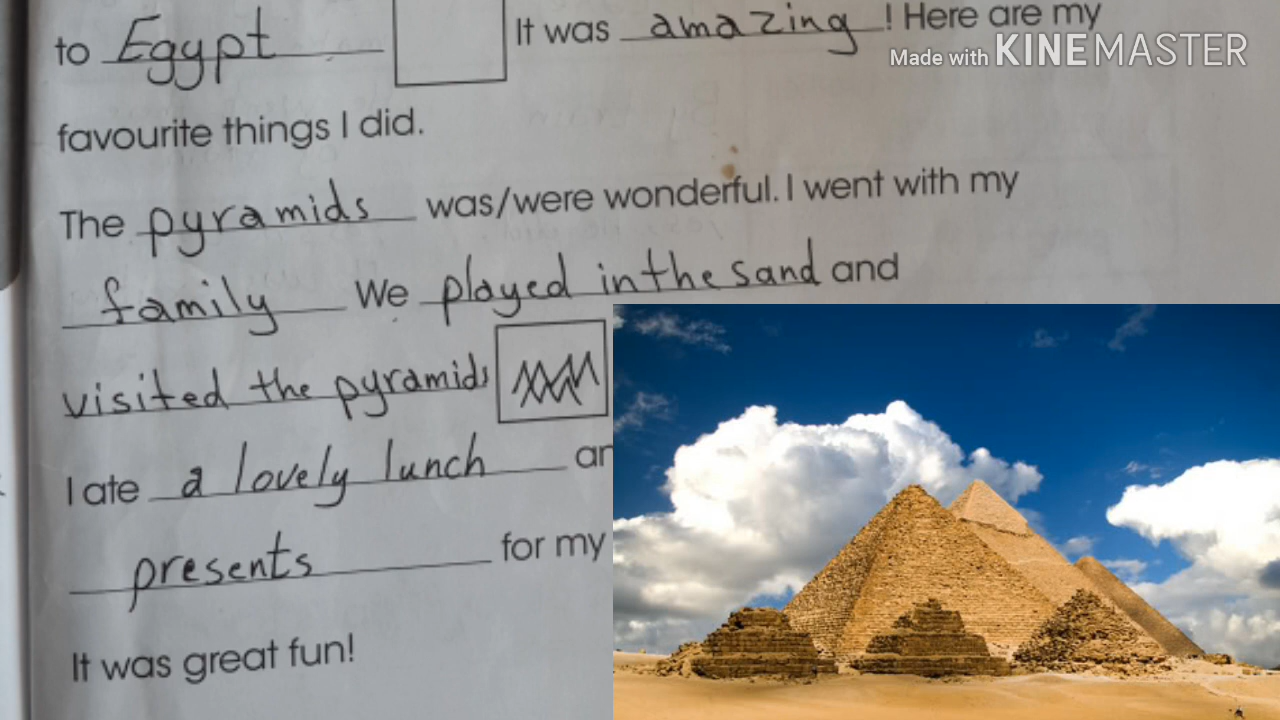 to Egypt It was amazing! Here are my
Made with KINEMASTER
favourite things I did.
The pyramids was/were wonderful. I went with my
family We played in the sand and
visited the pyramids
I ate a lovely lunch
presents for my
It was great fun!